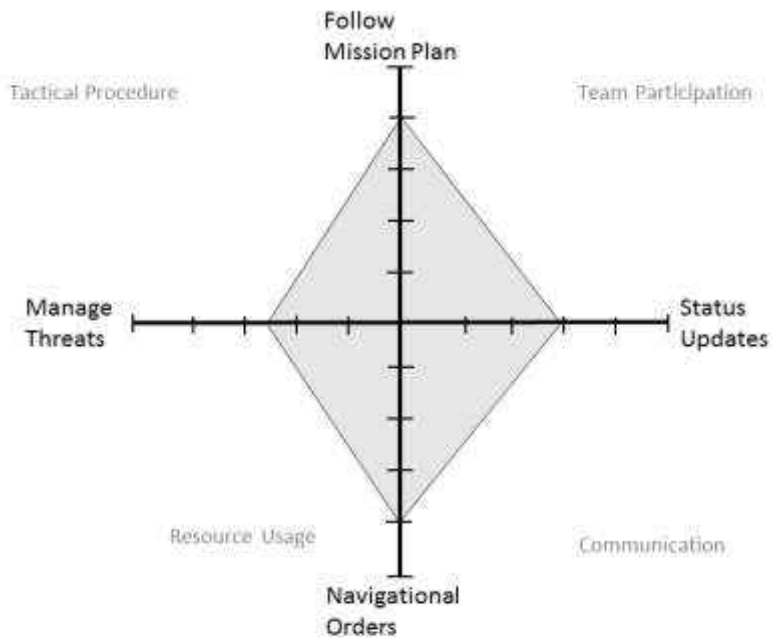 Follow
Mission Plan
Tactical Procedure
Team Participation
Manage
Threats
Status
Updates
Resource Usage
Communication
Navigational
Orders